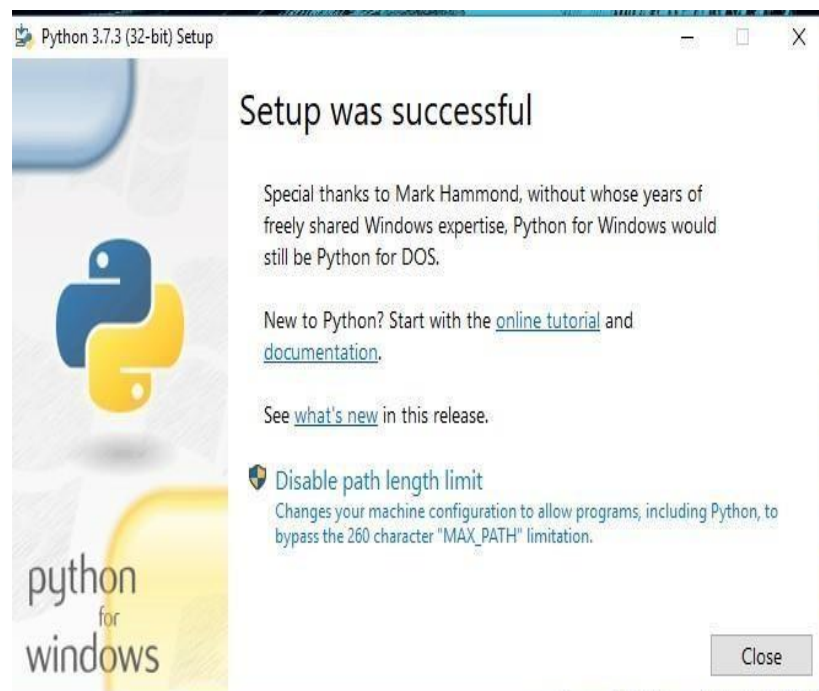 Python 3.7.3 (32-bit) Setup
Setup was successful
Special thanks to Mark Hammond, without whose years of
freely shared Windows expertise, Python for Windows would
still be Python for DOS.
New to Python? Start with the online tutorial and
documentation.
See what's new in this release.
Disable path length limit
Changes your machine configuration to allow programs, including Python, to
bypass the 260 character "MAX_PATH" limitation.
python
for
windows
Close